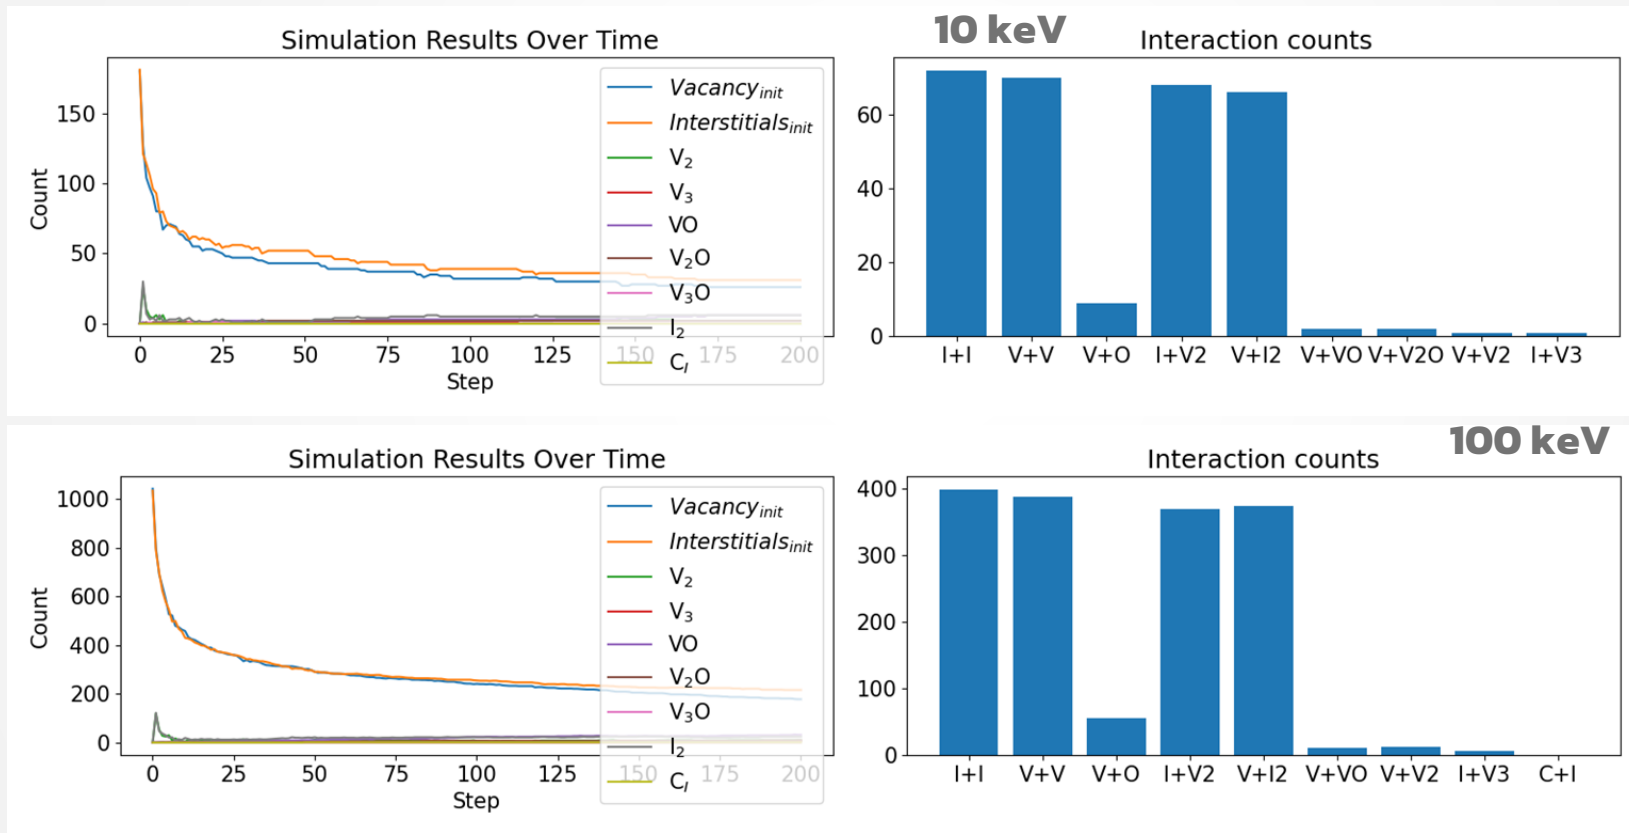 10 keV
Simulation Results Over Time
Interaction counts
Count
150
100
50
0
0 25 50 75 100 125 150 175 200
Step
Vacancy_init
Interstitials_init
V₂
V₃
VO
V₂O
V₃O
I₂
C_I
60
40
20
0
I+I V+V V+O I+V2 V+I2 V+VO V+V2O V+V2 I+V3
100 keV
Simulation Results Over Time
Interaction counts
Count
1000
800
600
400
200
0
0 25 50 75 100 125 150 175 200
Step
Vacancy_init
Interstitials_init
V₂
V₃
VO
V₂O
V₃O
I₂
C_I
400
300
200
100
0
I+I V+V V+O I+V2 V+I2 V+VO V+V2 I+V3 C+I